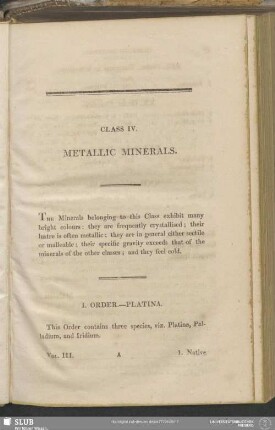 CLASS IV.
METALLIC MINERALS.
THE Minerals belonging to this Class exhibit many
bright colours: they are frequently crystallised; their
lustre is often metallic; they are in general either sectile
or malleable; their specific gravity exceeds that of the
minerals of the other classes; and they feel cold.
I. ORDER.—PLATINA.
This Order contains three species, viz. Platina, Pal-
ladium, and Iridium.
VOL. III. A 1. Native
SLUB